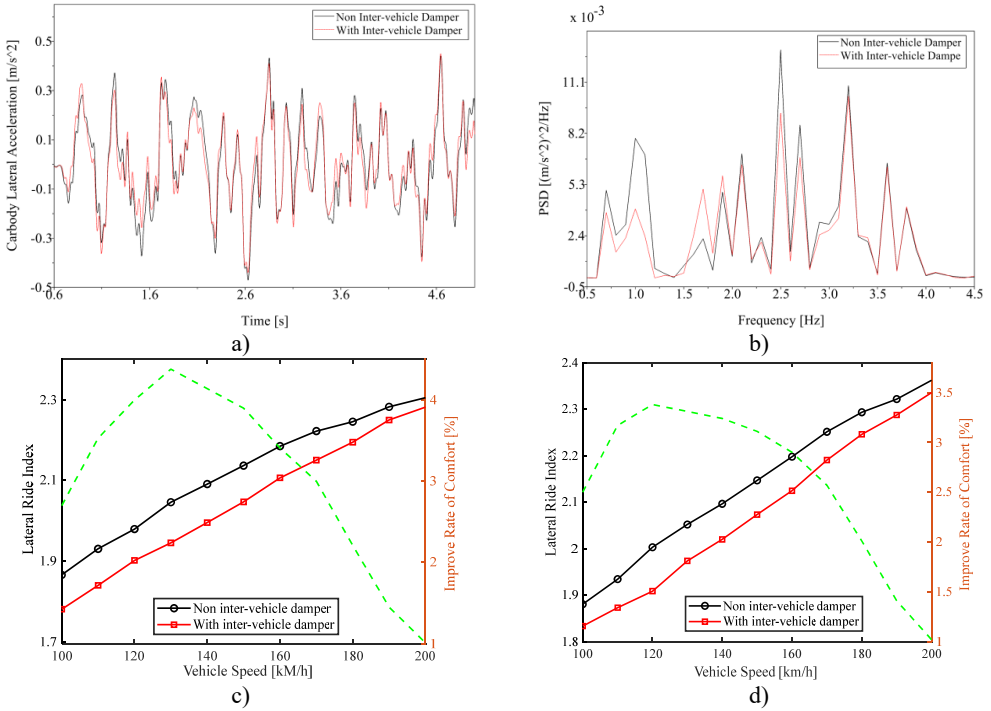 a)
Non Inter-vehicle Damper
With Inter-vehicle Damper
Carbody Lateral Acceleration [m/s^2]
0.5
0.3
0.1
-0.1
-0.3
-0.5
0.6
1.6
2.6
3.6
4.6
Time [s]
a)
b)
x 10^-3
Non Inter-vehicle Damper
With Inter-vehicle Dampe
PSD [(m/s^2)^2/Hz]
11.1
8.2
5.3
2.4
-0.5
0.5
1.0
1.5
2.0
2.5
3.0
3.5
4.0
4.5
Frequency [Hz]
b)
Lateral Ride Index
2.3
2.1
1.9
1.7
100
120
140
160
180
200
4
3
2
1
Improve Rate of Comfort [%]
Non inter-vehicle damper
With inter-vehicle damper
Vehicle Speed [kM/h]
c)
Lateral Ride Index
2.4
2.3
2.2
2.1
2
1.9
1.8
100
120
140
160
180
200
3.5
3
2.5
2
1.5
1
Improve Rate of Comfort [%]
Non inter-vehicle damper
With inter-vehicle damper
Vehicle Speed [km/h]
d)